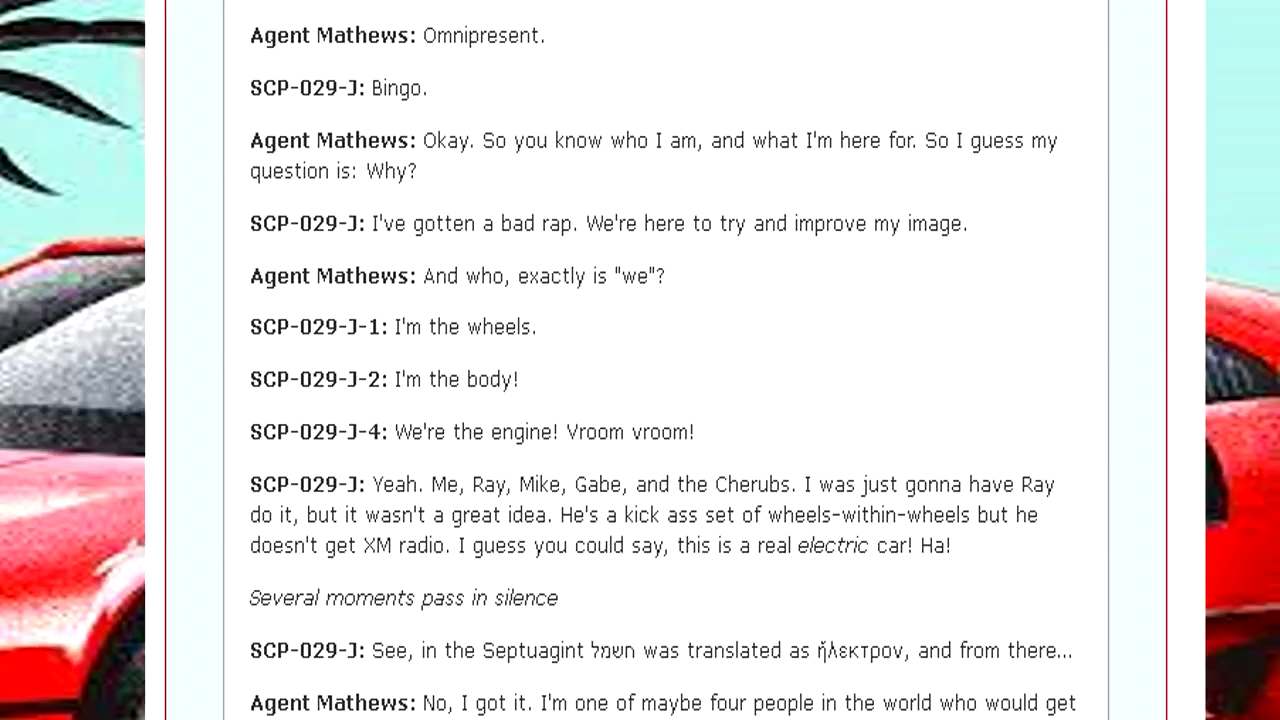 Agent Mathews: Omnipresent.
SCP-029-J: Bingo.
Agent Mathews: Okay. So you know who I am, and what I'm here for. So I guess my
question is: Why?
SCP-029-J: I've gotten a bad rap. We're here to try and improve my image.
Agent Mathews: And who, exactly is "we"?
SCP-029-J-1: I'm the wheels.
SCP-029-J-2: I'm the body!
SCP-029-J-4: We're the engine! Vroom vroom!
SCP-029-J: Yeah. Me, Ray, Mike, Gabe, and the Cherubs. I was just gonna have Ray
do it, but it wasn't a great idea. He's a kick ass set of wheels-within-wheels but he
doesn't get XM radio. I guess you could say, this is a real electric car! Ha!
Several moments pass in silence
SCP-029-J: See, in the Septuagint חשמל was translated as ἤλεκτρον, and from there...
Agent Mathews: No, I got it. I'm one of maybe four people in the world who would get